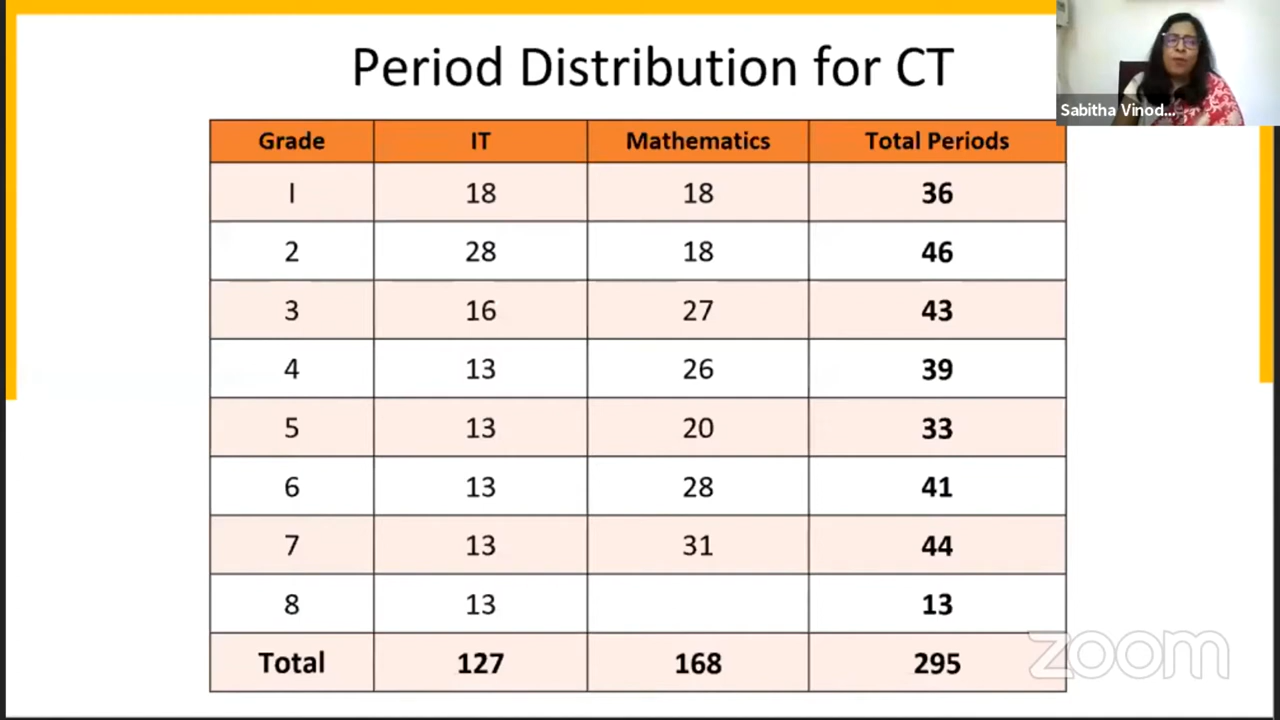 Period Distribution for CT
Sabitha Vinod...
Grade IT Mathematics Total Periods
I 18 18 36
2 28 18 46
3 16 27 43
4 13 26 39
5 13 20 33
6 13 28 41
7 13 31 44
8 13 13
Total 127 168 295
zoom